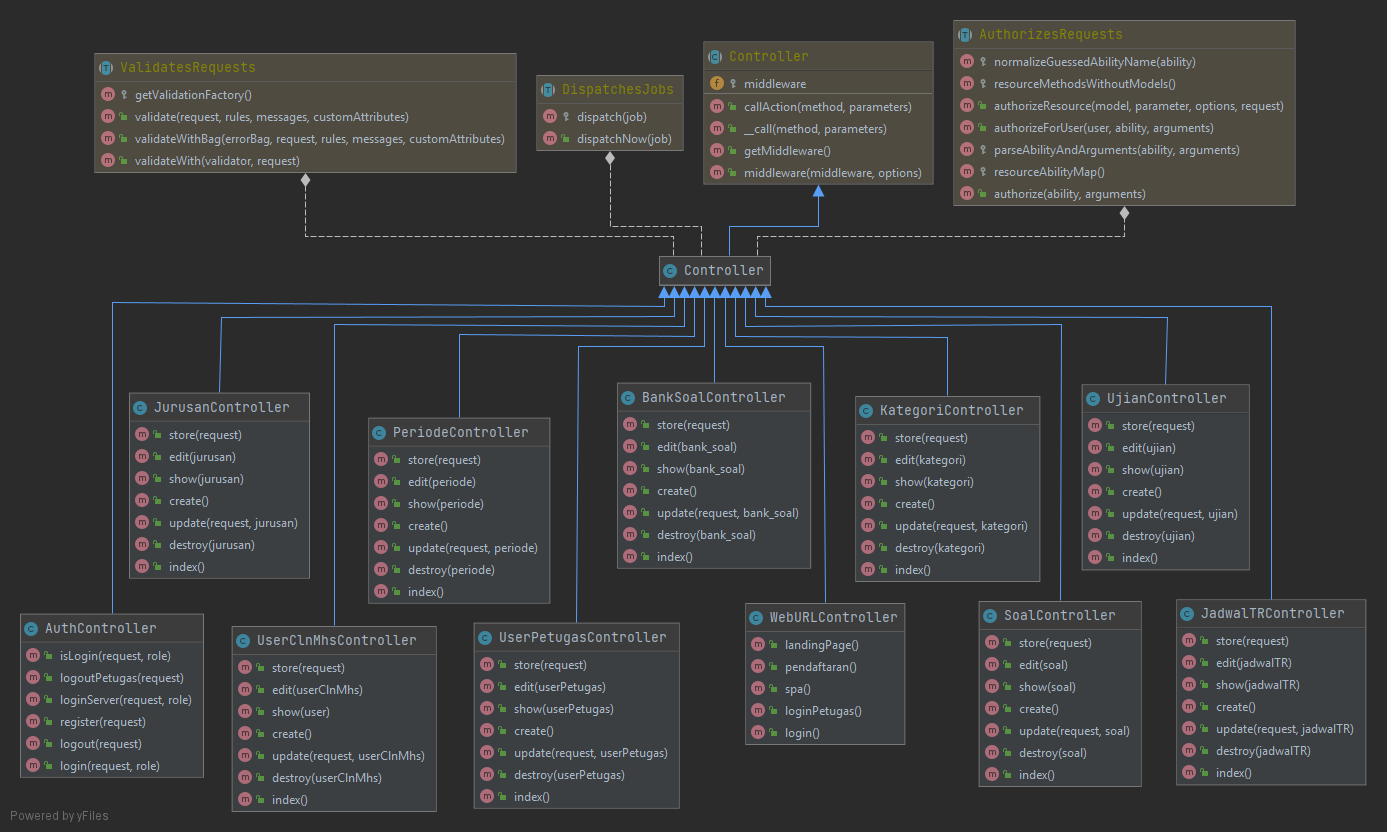 ValidatesRequests
getValidationFactory()
validate(request, rules, messages, customAttributes)
validateWithBag(errorBag, request, rules, messages, customAttributes)
validateWith(validator, request)
DispatchesJobs
dispatch(job)
dispatchNow(job)
Controller
middleware
callAction(method, parameters)
__call(method, parameters)
getMiddleware()
middleware(middleware, options)
AuthorizesRequests
normalizeGuessedAbilityName(ability)
resourceMethodsWithoutModels()
authorizeResource(model, parameter, options, request)
authorizeForUser(user, ability, arguments)
parseAbilityAndArguments(ability, arguments)
resourceAbilityMap()
authorize(ability, arguments)
Controller
JurusanController
store(request)
edit(jurusan)
show(jurusan)
create()
update(request, jurusan)
destroy(jurusan)
index()
PeriodeController
store(request)
edit(periode)
show(periode)
create()
update(request, periode)
destroy(periode)
index()
BankSoalController
store(request)
edit(bank_soal)
show(bank_soal)
create()
update(request, bank_soal)
destroy(bank_soal)
index()
KategoriController
store(request)
edit(kategori)
show(kategori)
create()
update(request, kategori)
destroy(kategori)
index()
UjianController
store(request)
edit(ujian)
show(ujian)
create()
update(request, ujian)
destroy(ujian)
index()
AuthController
isLogin(request, role)
logoutPetugas(request)
loginServer(request, role)
register(request)
logout(request)
login(request, role)
UserClnMhsController
store(request)
edit(userClnMhs)
show(user)
create()
update(request, userClnMhs)
destroy(userClnMhs)
index()
UserPetugasController
store(request)
edit(userPetugas)
show(userPetugas)
create()
update(request, userPetugas)
destroy(userPetugas)
index()
WebURLController
landingPage()
pendaftaran()
spa()
loginPetugas()
login()
SoalController
store(request)
edit(soal)
show(soal)
create()
update(request, soal)
destroy(soal)
index()
JadwalTRController
store(request)
edit(jadwalTR)
show(jadwalTR)
create()
update(request, jadwalTR)
destroy(jadwalTR)
index()
Powered by yFiles